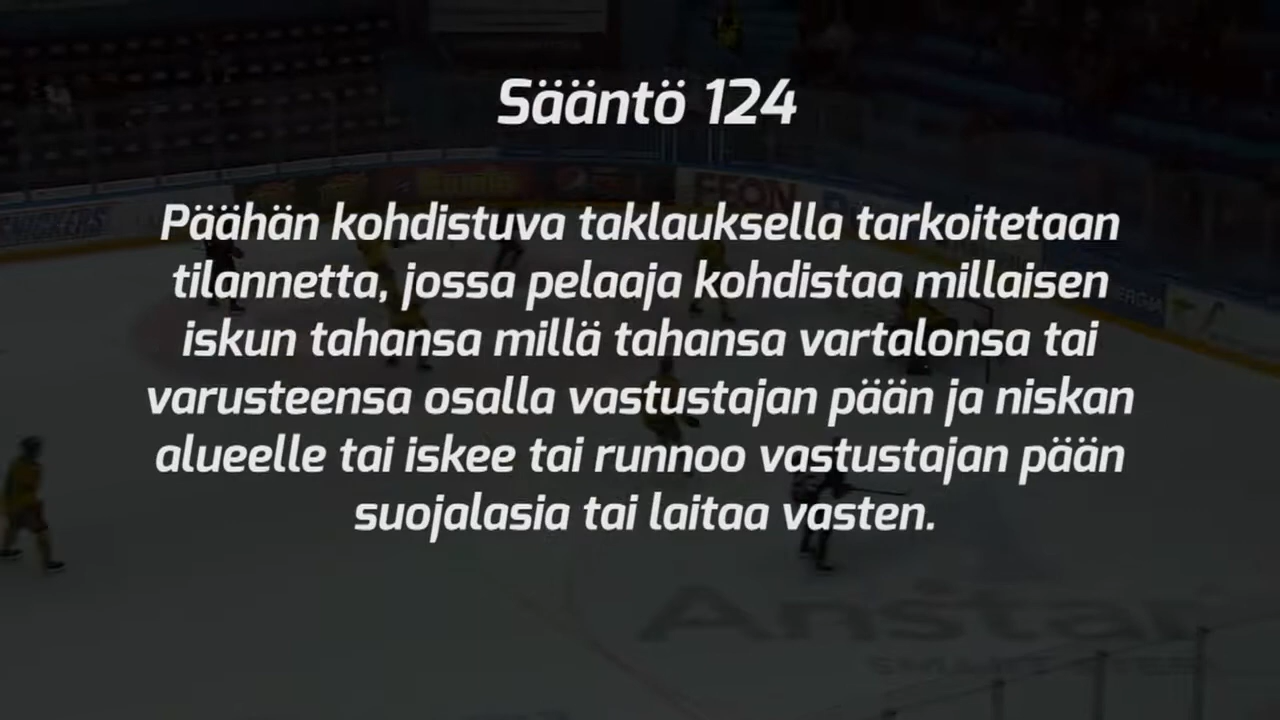 Sääntö 124
Päähän kohdistuva taklauksella tarkoitetaan
tilannetta, jossa pelaaja kohdistaa millaisen
iskun tahansa millä tahansa vartalonsa tai
varusteensa osalla vastustajan pään ja niskan
alueelle tai iskee tai runnoo vastustajan pään
suojalasia tai laitaa vasten.
Anstar